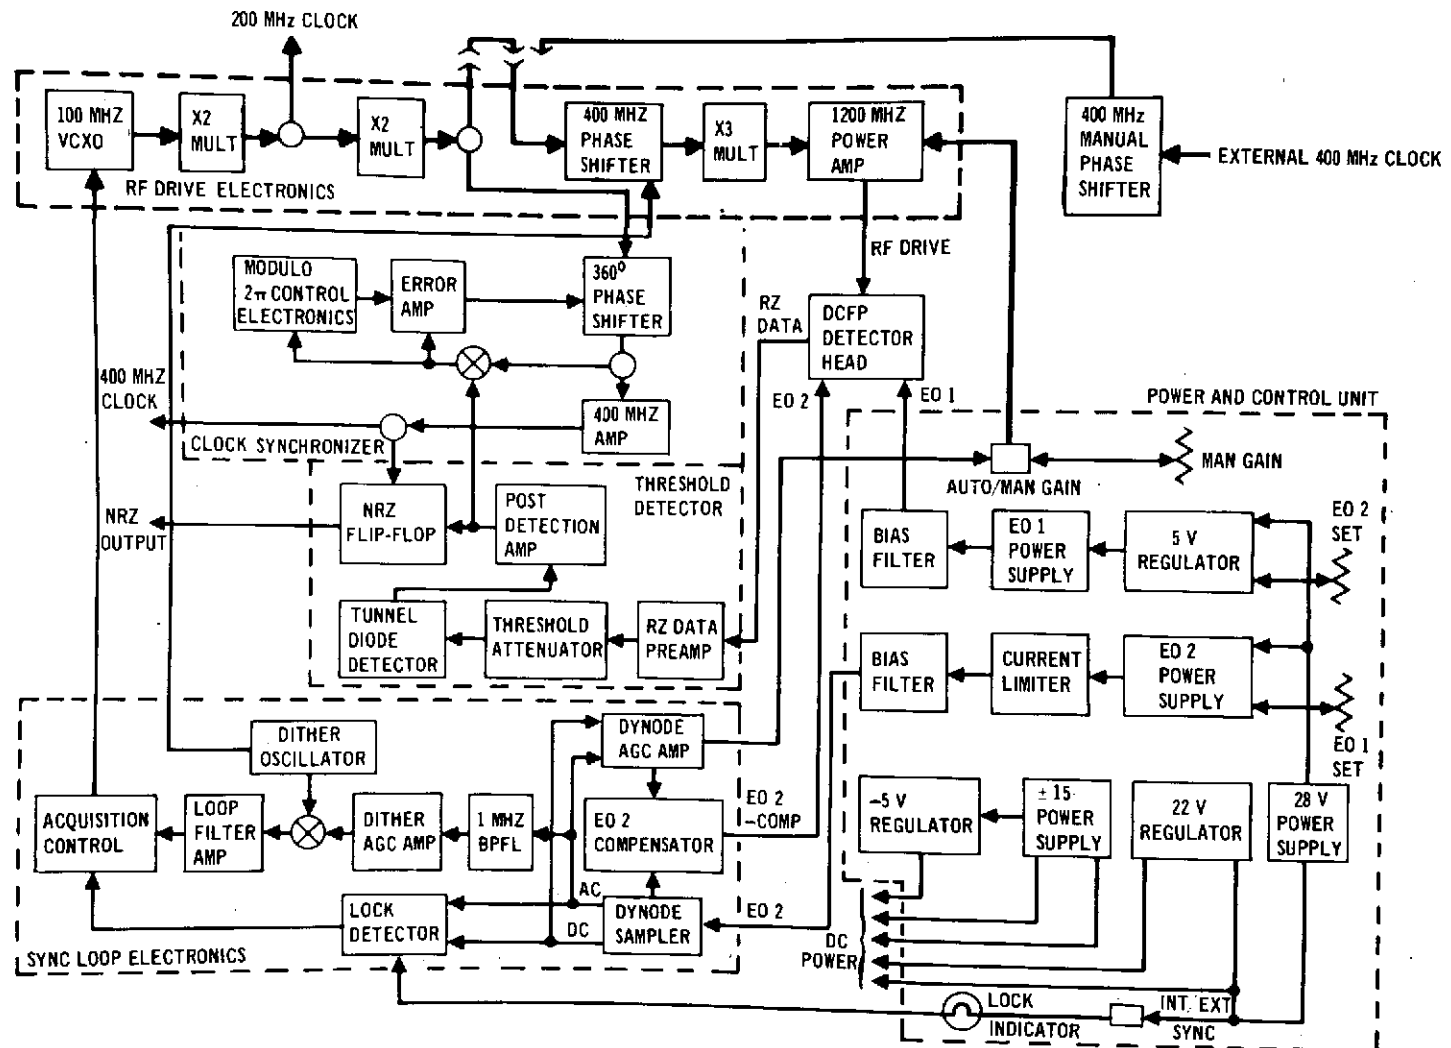 200 MHz CLOCK
100 MHZ
VCXO
X2
MULT
X2
MULT
400 MHZ
PHASE
SHIFTER
X3
MULT
1200 MHZ
POWER
AMP
400 MHz
MANUAL
PHASE
SHIFTER
EXTERNAL 400 MHz CLOCK
RF DRIVE ELECTRONICS
RF DRIVE
MODULO
2π CONTROL
ELECTRONICS
ERROR
AMP
360°
PHASE
SHIFTER
RZ
DATA
DCFP
DETECTOR
HEAD
400 MHZ
CLOCK
400 MHZ
AMP
CLOCK SYNCHRONIZER
EO 2
EO 1
POWER AND CONTROL UNIT
MAN GAIN
AUTO/MAN GAIN
THRESHOLD
DETECTOR
NRZ
OUTPUT
NRZ
FLIP-FLOP
POST
DETECTION
AMP
BIAS
FILTER
EO 1
POWER
SUPPLY
5 V
REGULATOR
EO 2
SET
TUNNEL
DIODE
DETECTOR
THRESHOLD
ATTENUATOR
RZ DATA
PREAMP
BIAS
FILTER
CURRENT
LIMITER
EO 2
POWER
SUPPLY
EO 1
SET
DITHER
OSCILLATOR
DYNODE
AGC AMP
ACQUISITION
CONTROL
LOOP
FILTER
AMP
DITHER
AGC AMP
1 MHZ
BPFL
EO 2
COMPENSATOR
EO 2
-COMP
-5 V
REGULATOR
± 15
POWER
SUPPLY
22 V
REGULATOR
28 V
POWER
SUPPLY
LOCK
DETECTOR
AC
DC
DYNODE
SAMPLER
EO 2
DC
POWER
SYNC LOOP ELECTRONICS
LOCK
INDICATOR
INT. EXT
SYNC